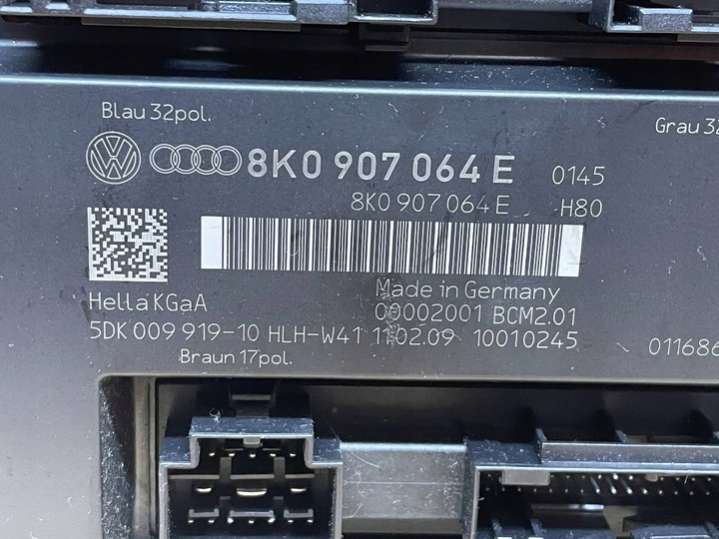 Blau 32pol.
Grau 32
8K0 907 064 E 0145
8K0 907 064 E H80
Made in Germany
Hella KGaA 00002001 BCM2.01
5DK 009 919-10 HLH-W41 11.02.09 10010245
Braun 17pol.
011686